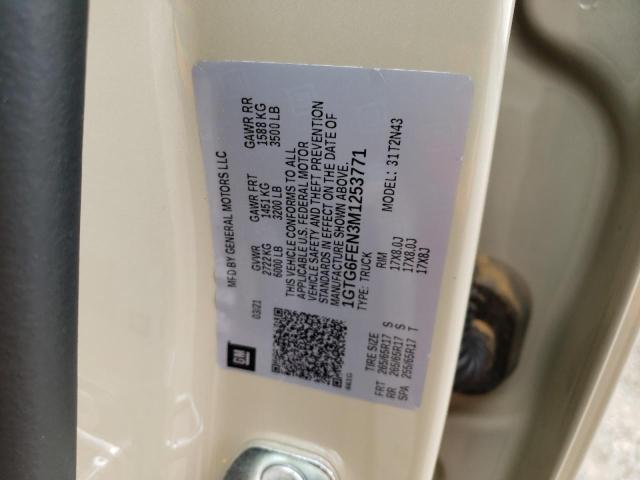 GM
MFD BY GENERAL MOTORS LLC
03/21
GVWR
2722 KG
6000 LB
GAWR FRT
1451 KG
3200 LB
GAWR RR
1588 KG
3500 LB
THIS VEHICLE CONFORMS TO ALL
APPLICABLE U.S. FEDERAL MOTOR
VEHICLE SAFETY AND THEFT PREVENTION
STANDARDS IN EFFECT ON THE DATE OF
MANUFACTURE SHOWN ABOVE.
1GTG6FEN3M1253771
TYPE: TRUCK
MODEL: 31T2N43
TIRE SIZE RIM
FRT 265/65R17 S 17X8.0J
RR 265/65R17 S 17X8.0J
SPA 255/65R17 T 17X8J